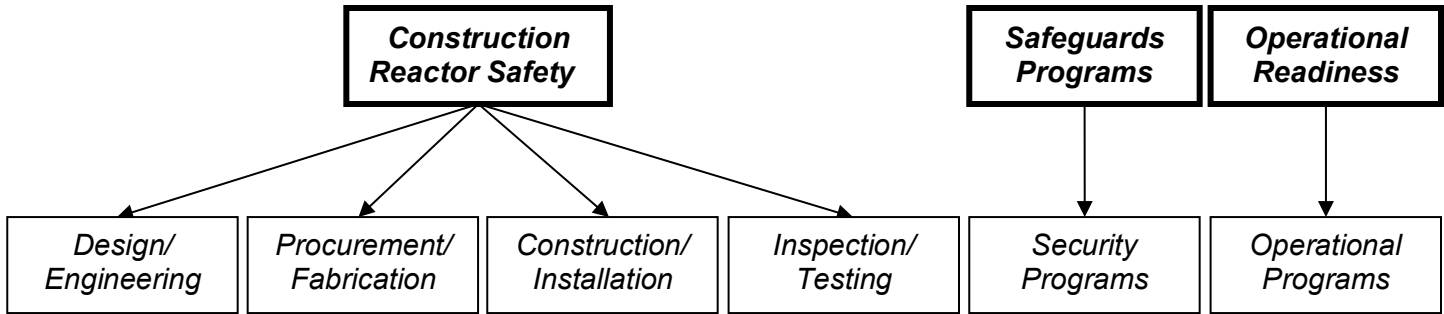 Construction
Reactor Safety
Safeguards
Programs
Operational
Readiness
Design/
Engineering
Procurement/
Fabrication
Construction/
Installation
Inspection/
Testing
Security
Programs
Operational
Programs